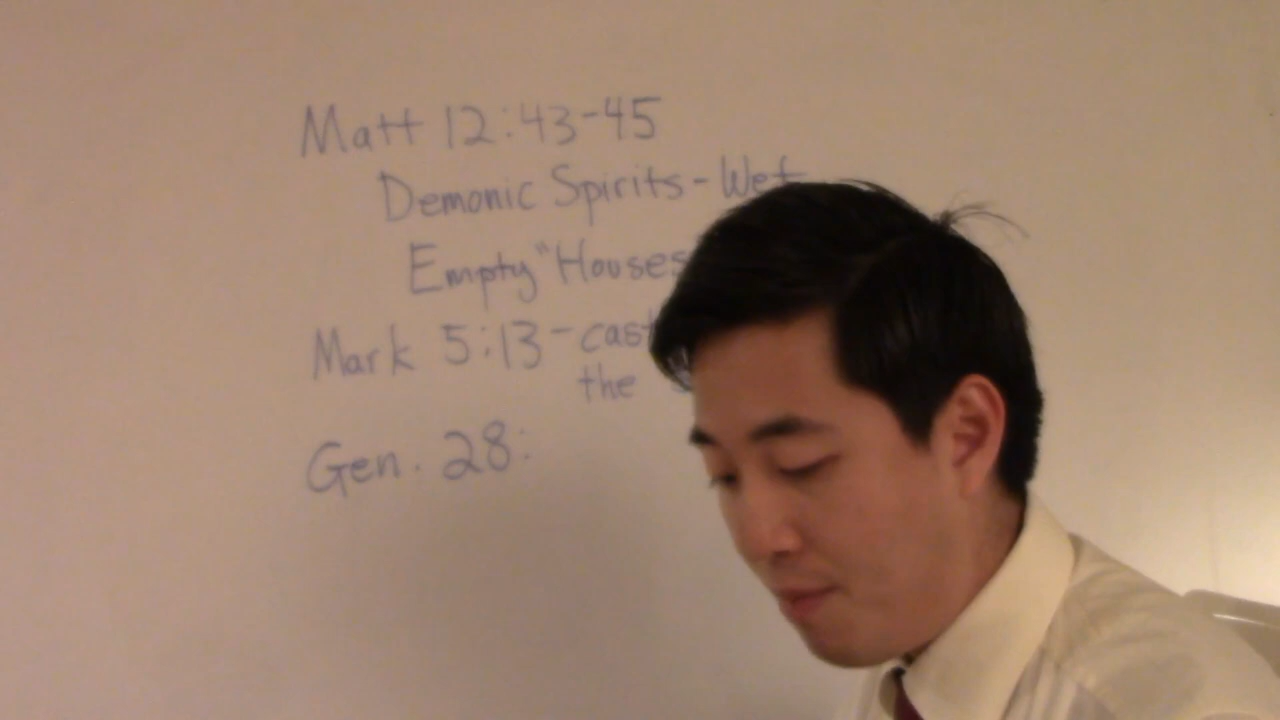 Matt 12:43-45
Demonic Spirits - Wet
Empty "Houses
Mark 5:13 - cast
the
Gen. 28: